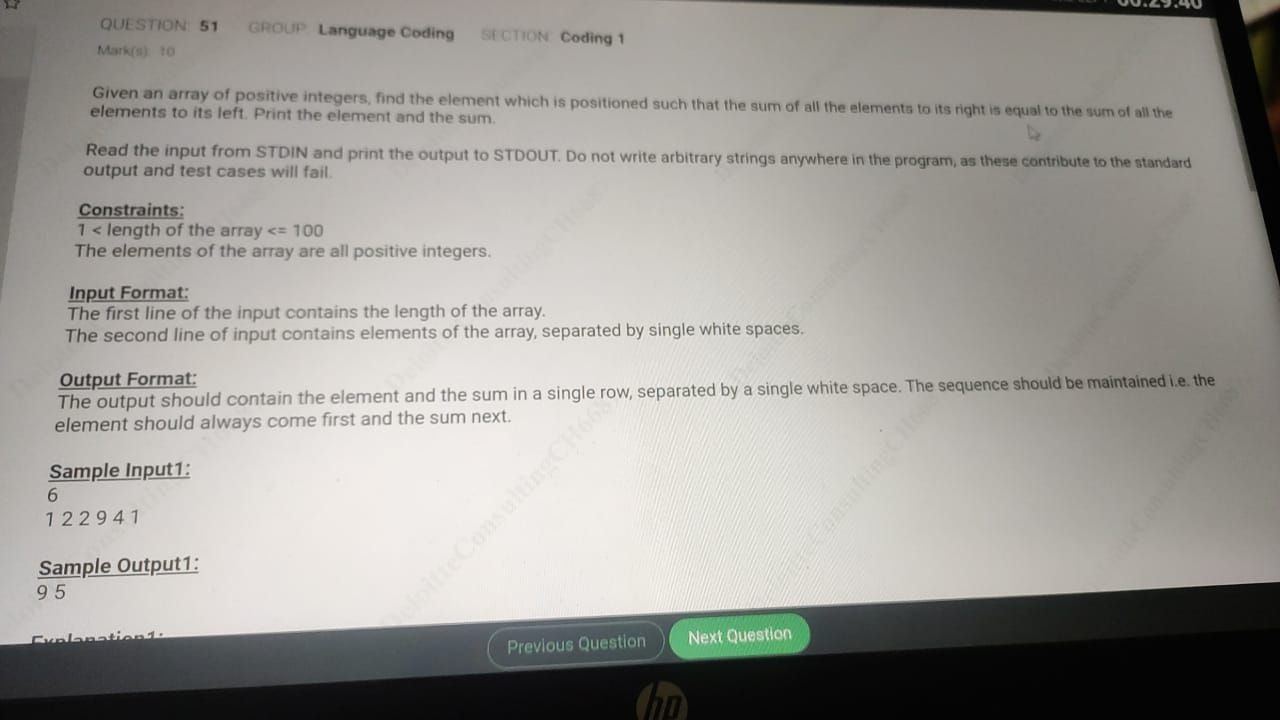 00:29:40
QUESTION: 51 GROUP: Language Coding SECTION: Coding 1
Mark(s): 10
Given an array of positive integers, find the element which is positioned such that the sum of all the elements to its right is equal to the sum of all the
elements to its left. Print the element and the sum.
Read the input from STDIN and print the output to STDOUT. Do not write arbitrary strings anywhere in the program, as these contribute to the standard
output and test cases will fail.
Constraints:
1 < length of the array <= 100
The elements of the array are all positive integers.
Input Format:
The first line of the input contains the length of the array.
The second line of input contains elements of the array, separated by single white spaces.
Output Format:
The output should contain the element and the sum in a single row, separated by a single white space. The sequence should be maintained i.e. the
element should always come first and the sum next.
Sample Input1:
6
1 2 2 9 4 1
Sample Output1:
9 5
Explanation1:
Previous Question Next Question
hp